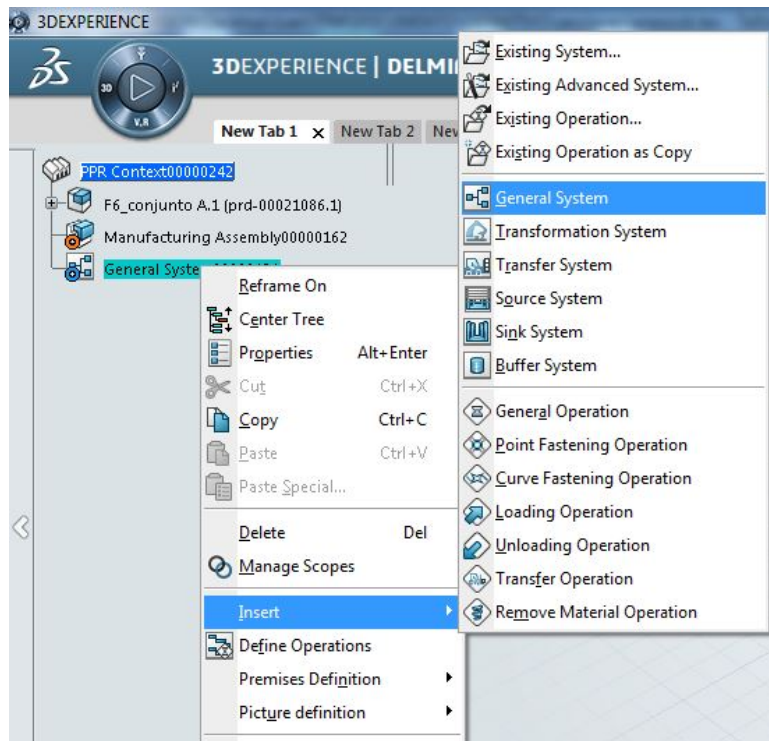 3DEXPERIENCE
3DEXPERIENCE | DELMI
3D
V.R
New Tab 1 x New Tab 2
PPR Context00000242
F6_conjunto A.1 (prd-00021086.1)
Manufacturing Assembly00000162
General Syste
Reframe On
Center Tree
Properties Alt+Enter
Cut Ctrl+X
Copy Ctrl+C
Paste Ctrl+V
Paste Special...
Delete Del
Manage Scopes
Insert
Define Operations
Premises Definition
Picture definition
Existing System...
Existing Advanced System...
Existing Operation...
Existing Operation as Copy
General System
Transformation System
Transfer System
Source System
Sink System
Buffer System
General Operation
Point Fastening Operation
Curve Fastening Operation
Loading Operation
Unloading Operation
Transfer Operation
Remove Material Operation